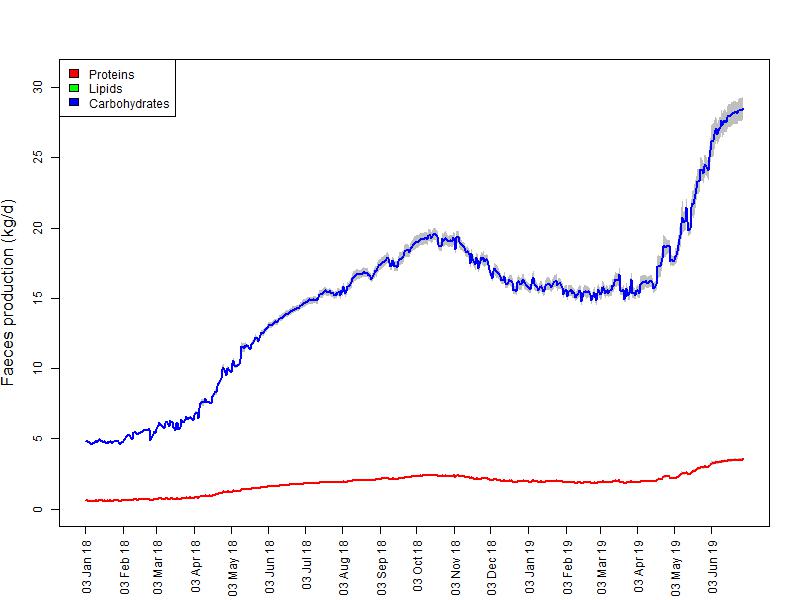 Proteins
Lipids
Carbohydrates
Faeces production (Kg/d)
30
25
20
15
10
5
0
03 Jan 18
03 Feb 18
03 Mar 18
03 Apr 18
03 May 18
03 Jun 18
03 Jul 18
03 Aug 18
03 Sep 18
03 Oct 18
03 Nov 18
03 Dec 18
03 Jan 19
03 Feb 19
03 Mar 19
03 Apr 19
03 May 19
03 Jun 19